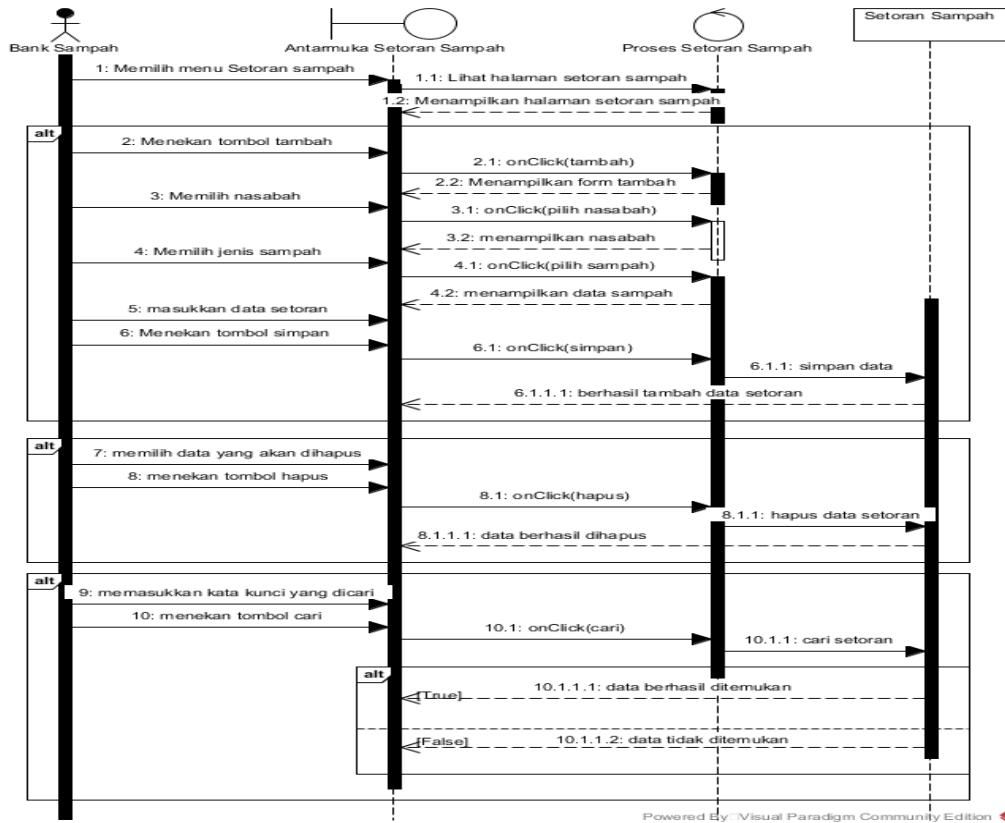 Bank Sampah
Antarmuka Setoran Sampah
Proses Setoran Sampah
Setoran Sampah
1: Memilih menu Setoran sampah
1.1: Lihat halaman setoran sampah
1.2: Menampilkan halaman setoran sampah
alt
2: Menekan tombol tambah
2.1: onClick(tambah)
2.2: Menampilkan form tambah
3: Memilih nasabah
3.1: onClick(pilih nasabah)
3.2: menampilkan nasabah
4: Memilih jenis sampah
4.1: onClick(pilih sampah)
4.2: menampilkan data sampah
5: masukkan data setoran
6: Menekan tombol simpan
6.1: onClick(simpan)
6.1.1: simpan data
6.1.1.1: berhasil tambah data setoran
alt
7: memilih data yang akan dihapus
8: menekan tombol hapus
8.1: onClick(hapus)
8.1.1: hapus data setoran
8.1.1.1: data berhasil dihapus
alt
9: memasukkan kata kunci yang dicari
10: menekan tombol cari
10.1: onClick(cari)
10.1.1: cari setoran
alt
[True]
10.1.1.1: data berhasil ditemukan
[False]
10.1.1.2: data tidak ditemukan
Powered By Visual Paradigm Community Edition